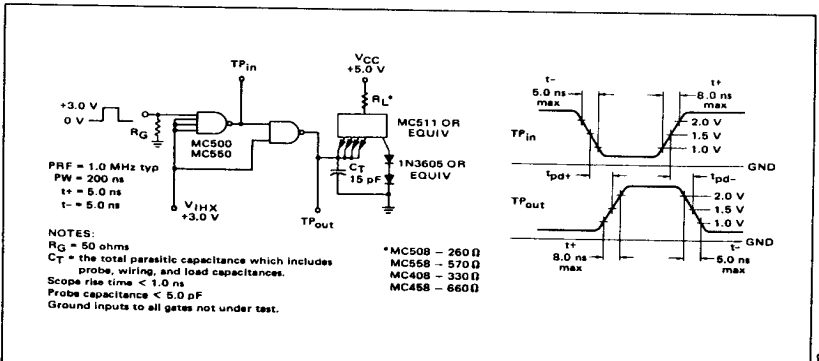 TPin
VCC
+5.0 V
RL*
+3.0 V
0 V
RG
MC500
MC550
MC511 OR
EQUIV
1N3605 OR
EQUIV
CT
15 pF
PRF = 1.0 MHz typ
PW = 200 ns
t+ = 5.0 ns
t- = 5.0 ns
VIHX
+3.0 V
TPout
NOTES:
RG = 50 ohms
CT = the total parasitic capacitance which includes
probe, wiring, and load capacitances.
Scope rise time < 1.0 ns
Probe capacitance < 5.0 pF
Ground inputs to all gates not under test.
*MC508 – 260 Ω
MC558 – 570 Ω
MC408 – 330 Ω
MC458 – 660 Ω
t-
5.0 ns
max
t+
8.0 ns
max
2.0 V
1.5 V
1.0 V
TPin
GND
tpd+
tpd-
TPout
2.0 V
1.5 V
1.0 V
GND
t+
8.0 ns
max
t-
5.0 ns
max